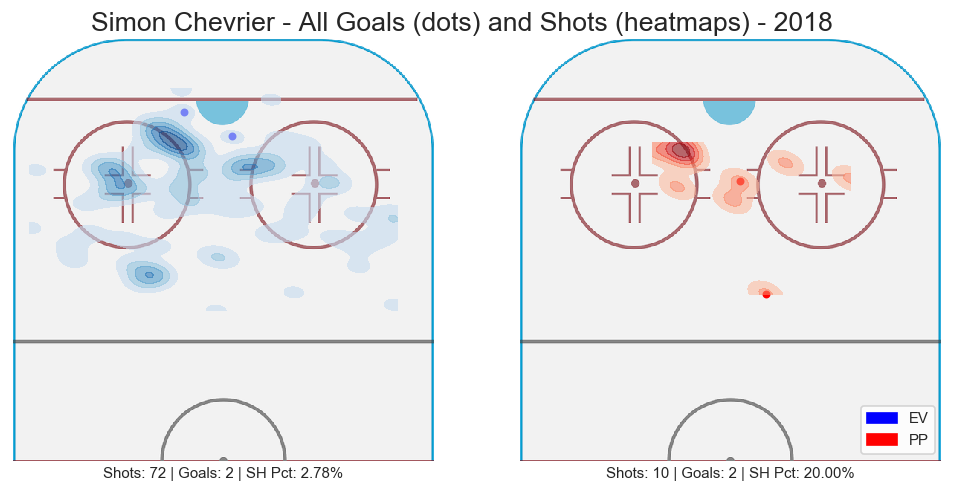 Simon Chevrier - All Goals (dots) and Shots (heatmaps) - 2018
EV
PP
Shots: 72 | Goals: 2 | SH Pct: 2.78%
Shots: 10 | Goals: 2 | SH Pct: 20.00%